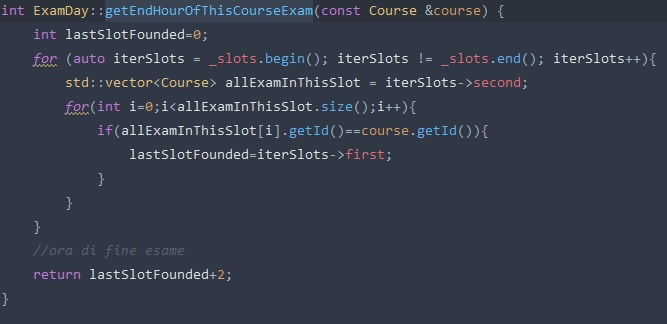 int ExamDay::getEndHourOfThisCourseExam(const Course &course) {
    int lastSlotFounded=0;
    for (auto iterSlots = _slots.begin(); iterSlots != _slots.end(); iterSlots++){
        std::vector<Course> allExamInThisSlot = iterSlots->second;
        for(int i=0;i<allExamInThisSlot.size();i++){
            if(allExamInThisSlot[i].getId()==course.getId()){
                lastSlotFounded=iterSlots->first;
            }
        }
    }
    //ora di fine esame
    return lastSlotFounded+2;
}